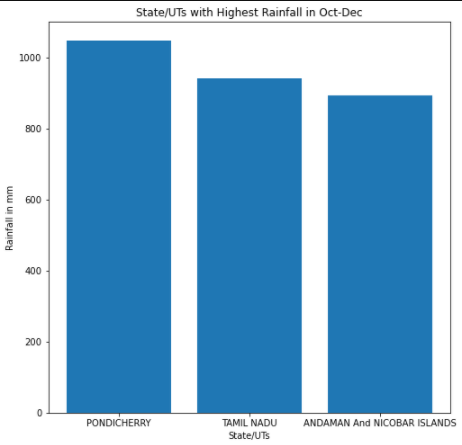 State/UTs with Highest Rainfall in Oct-Dec
1000
800
600
400
200
0
Rainfall in mm
PONDICHERRY TAMIL NADU ANDAMAN And NICOBAR ISLANDS
State/UTs